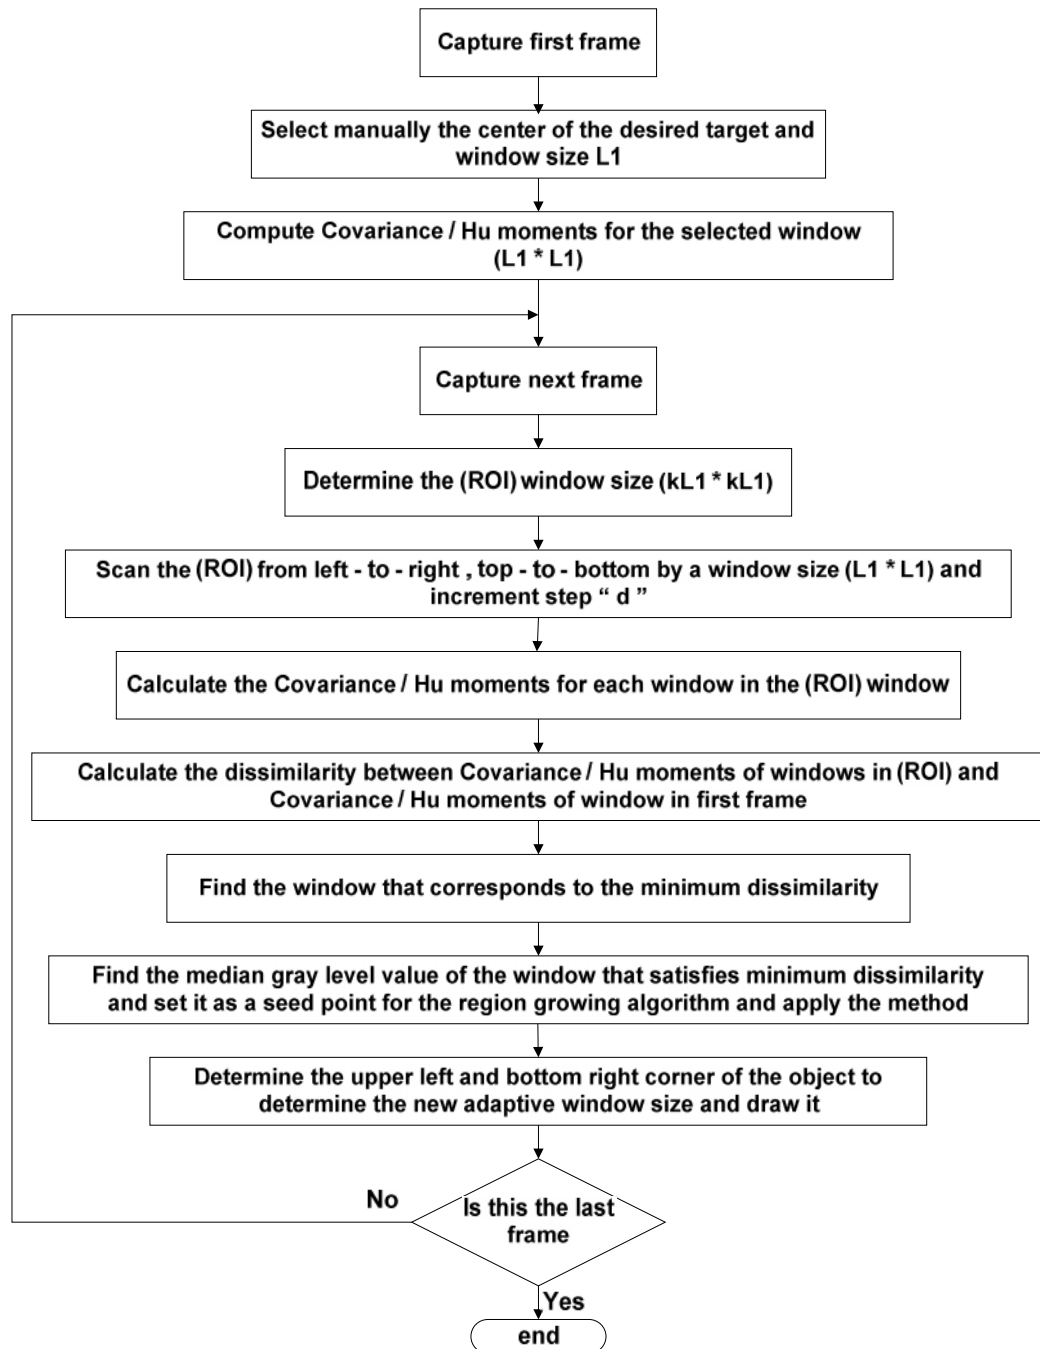 Capture first frame
Select manually the center of the desired target and
window size L1
Compute Covariance / Hu moments for the selected window
(L1 * L1)
Capture next frame
Determine the (ROI) window size (kL1 * kL1)
Scan the (ROI) from left - to - right , top - to - bottom by a window size (L1 * L1) and
increment step “ d ”
Calculate the Covariance / Hu moments for each window in the (ROI) window
Calculate the dissimilarity between Covariance / Hu moments of windows in (ROI) and
Covariance / Hu moments of window in first frame
Find the window that corresponds to the minimum dissimilarity
Find the median gray level value of the window that satisfies minimum dissimilarity
and set it as a seed point for the region growing algorithm and apply the method
Determine the upper left and bottom right corner of the object to
determine the new adaptive window size and draw it
No
Is this the last
frame
Yes
end